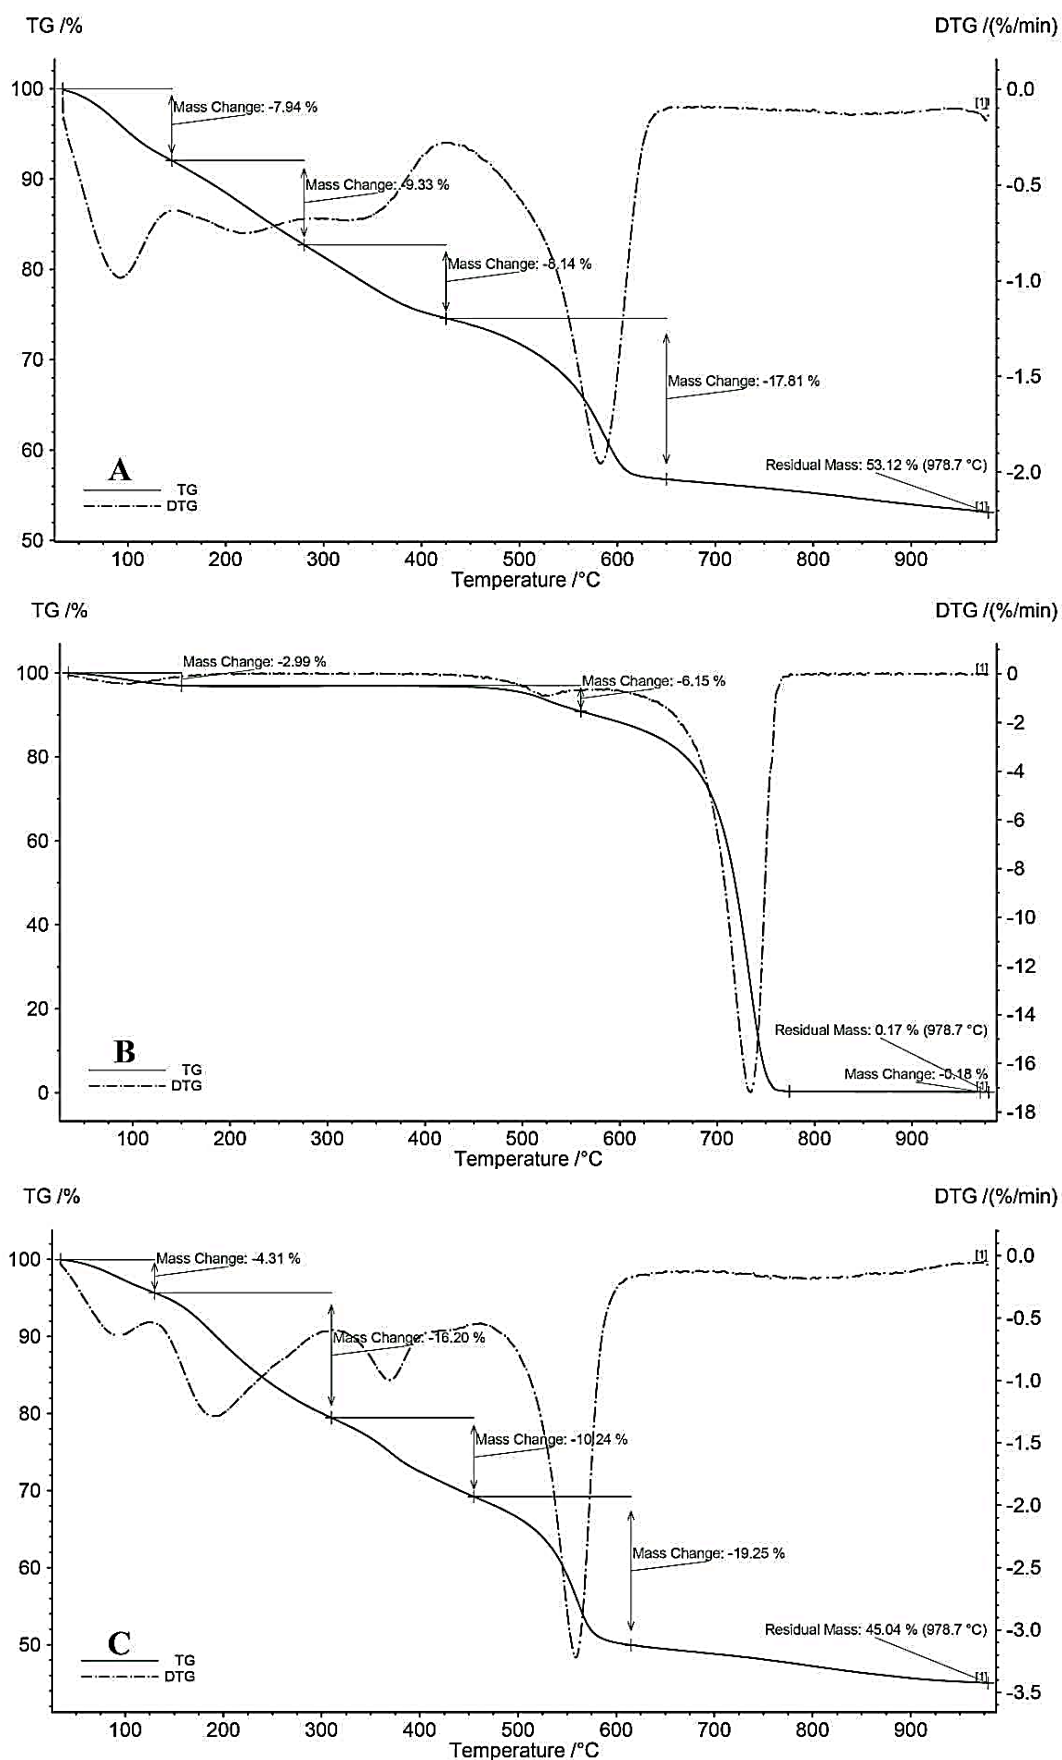 TG /% DTG /(%/min)
100 0.0
[1]
Mass Change: -7.94 %
90
Mass Change: -9.33 % -0.5
80 Mass Change: -8.14 % -1.0
70
Mass Change: -17.81 % -1.5
60
Residual Mass: 53.12 % (978.7 °C) -2.0
A
TG
DTG
[1]
50
100 200 300 400 500 600 700 800 900
Temperature /°C
TG /% DTG /(%/min)
Mass Change: -2.99 %
100 [1] 0
Mass Change: -6.15 %
-2
80
-4
60 -6
-8
40 -10
-12
20 -14
Residual Mass: 0.17 % (978.7 °C)
B
-16
TG
Mass Change: -0.18 %
DTG
[1]
0
-18
100 200 300 400 500 600 700 800 900
Temperature /°C
TG /% DTG /(%/min)
100 Mass Change: -4.31 % [1] 0.0
-0.5
90 Mass Change: -16.20 %
-1.0
80
Mass Change: -10.24 % -1.5
70 -2.0
Mass Change: -19.25 %
60 -2.5
Residual Mass: 45.04 % (978.7 °C) -3.0
50
C
TG
DTG
[1]
-3.5
100 200 300 400 500 600 700 800 900
Temperature /°C